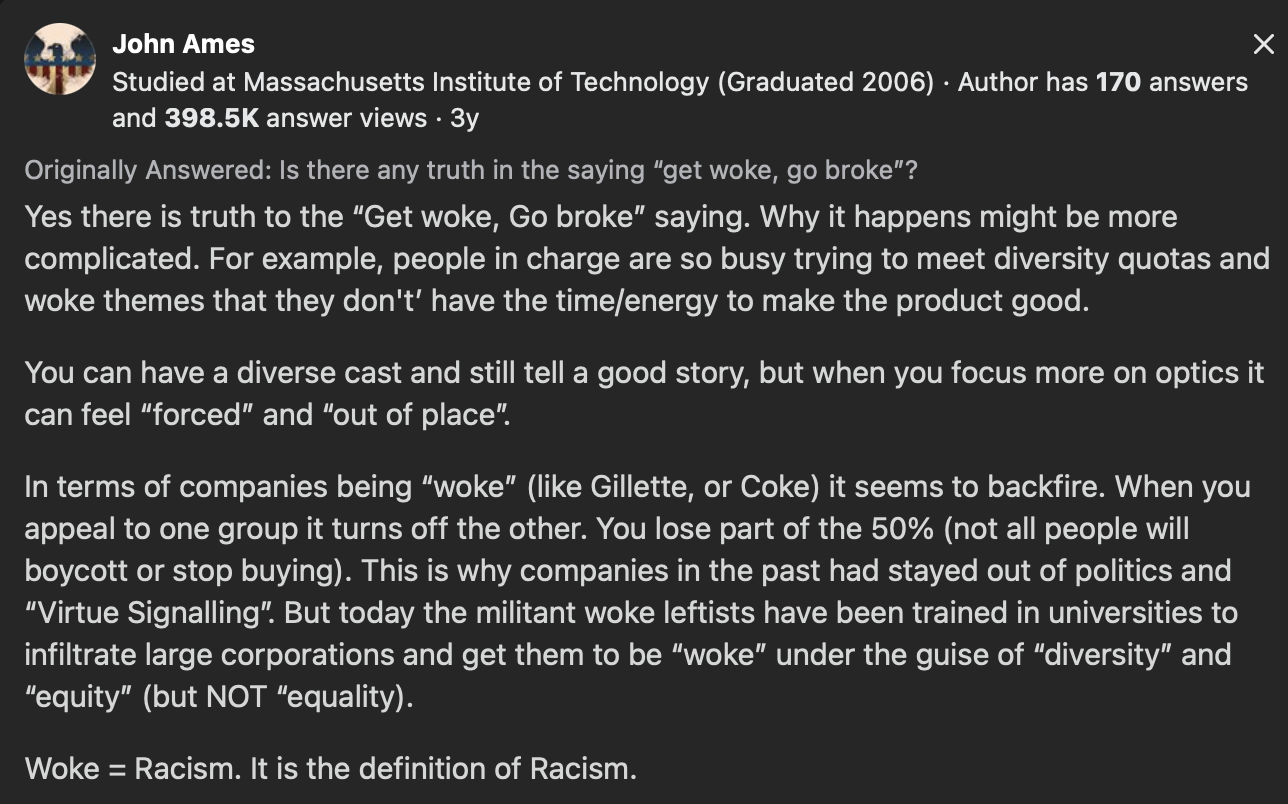 John Ames
Studied at Massachusetts Institute of Technology (Graduated 2006) · Author has 170 answers
and 398.5K answer views · 3y
Originally Answered: Is there any truth in the saying “get woke, go broke”?
Yes there is truth to the “Get woke, Go broke” saying. Why it happens might be more
complicated. For example, people in charge are so busy trying to meet diversity quotas and
woke themes that they don't’ have the time/energy to make the product good.
You can have a diverse cast and still tell a good story, but when you focus more on optics it
can feel “forced” and “out of place”.
In terms of companies being “woke” (like Gillette, or Coke) it seems to backfire. When you
appeal to one group it turns off the other. You lose part of the 50% (not all people will
boycott or stop buying). This is why companies in the past had stayed out of politics and
“Virtue Signalling”. But today the militant woke leftists have been trained in universities to
infiltrate large corporations and get them to be “woke” under the guise of “diversity” and
“equity” (but NOT “equality).
Woke = Racism. It is the definition of Racism.